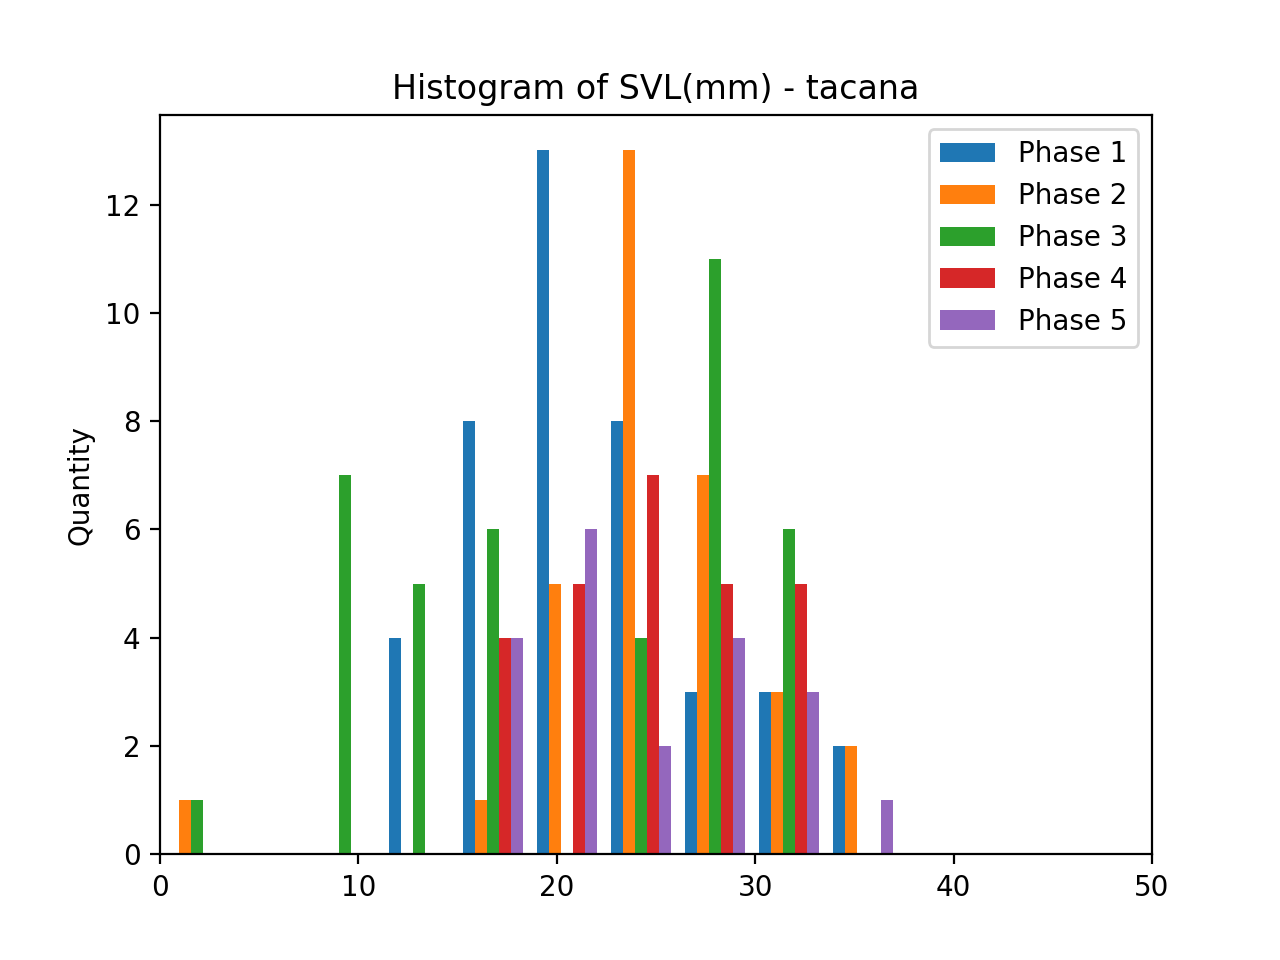 Histogram of SVL(mm) - tacana
Phase 1
Phase 2
Phase 3
Phase 4
Phase 5
Quantity
12
10
8
6
4
2
0
0 10 20 30 40 50